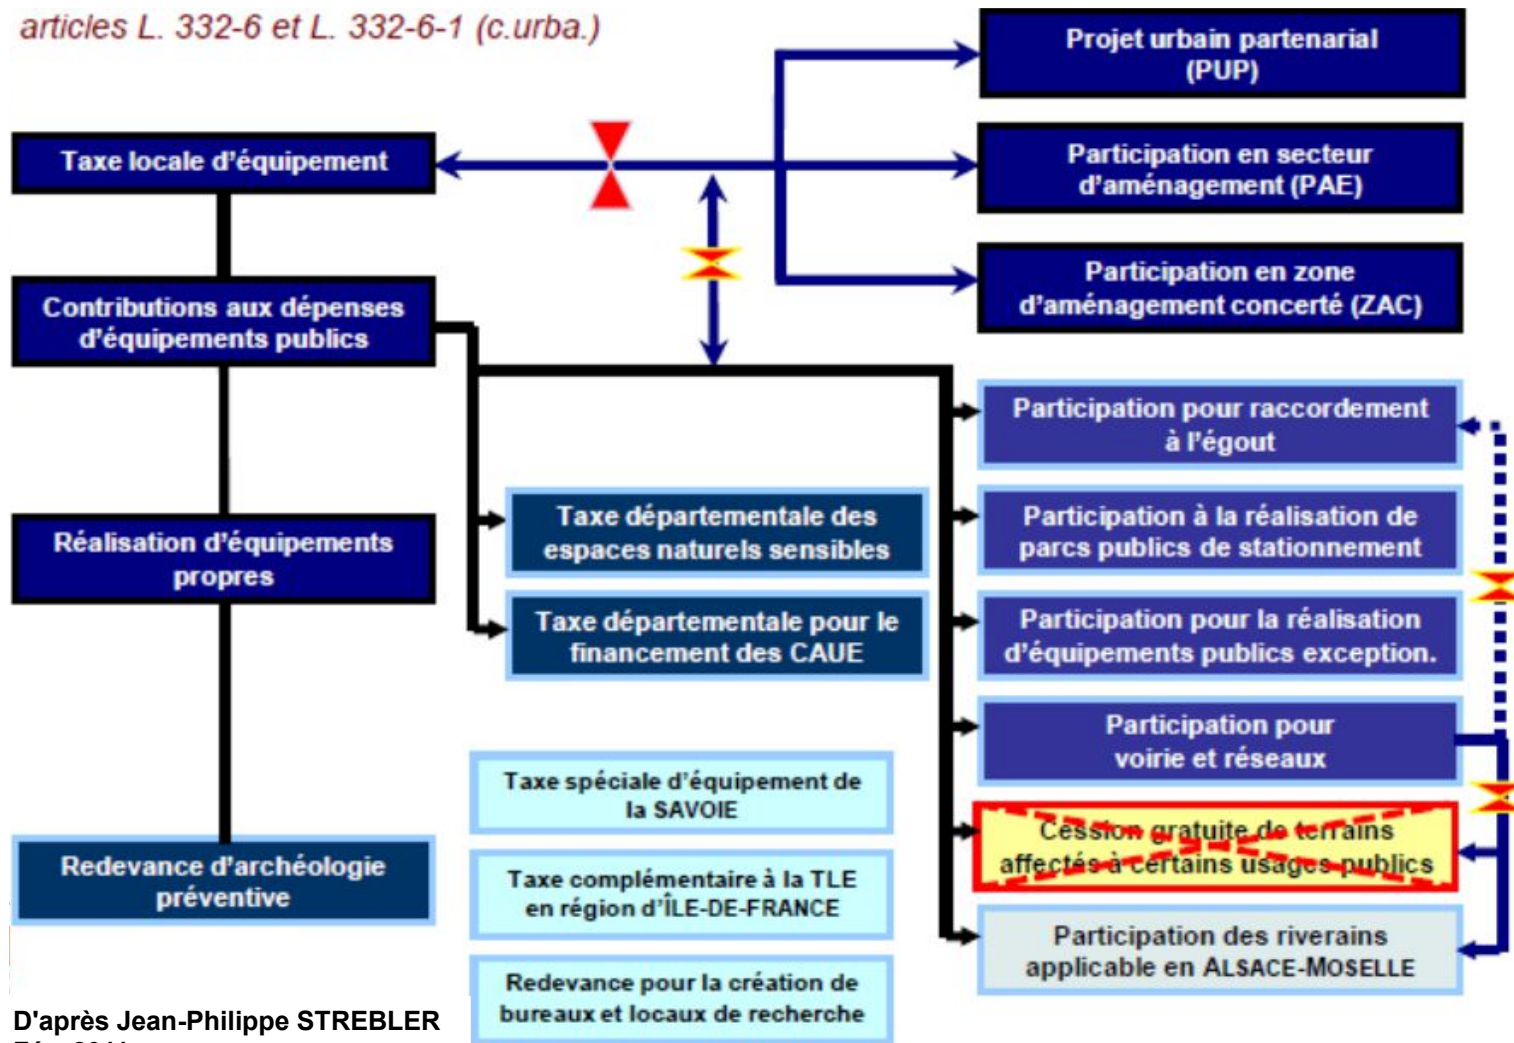 articles L. 332-6 et L. 332-6-1 (c.urba.)
Projet urbain partenarial
(PUP)
Taxe locale d'équipement
Participation en secteur
d'aménagement (PAE)
Participation en zone
d'aménagement concerté (ZAC)
Contributions aux dépenses
d'équipements publics
Participation pour raccordement
à l'égout
Taxe départementale des
espaces naturels sensibles
Participation à la réalisation de
parcs publics de stationnement
Réalisation d'équipements
propres
Taxe départementale pour le
financement des CAUE
Participation pour la réalisation
d'équipements publics exception.
Participation pour
voirie et réseaux
Taxe spéciale d'équipement de
la SAVOIE
Cession gratuite de terrains
affectés à certains usages publics
Redevance d'archéologie
préventive
Taxe complémentaire à la TLE
en région d'ÎLE-DE-FRANCE
Participation des riverains
applicable en ALSACE-MOSELLE
Redevance pour la création de
bureaux et locaux de recherche
D'après Jean-Philippe STREBLER